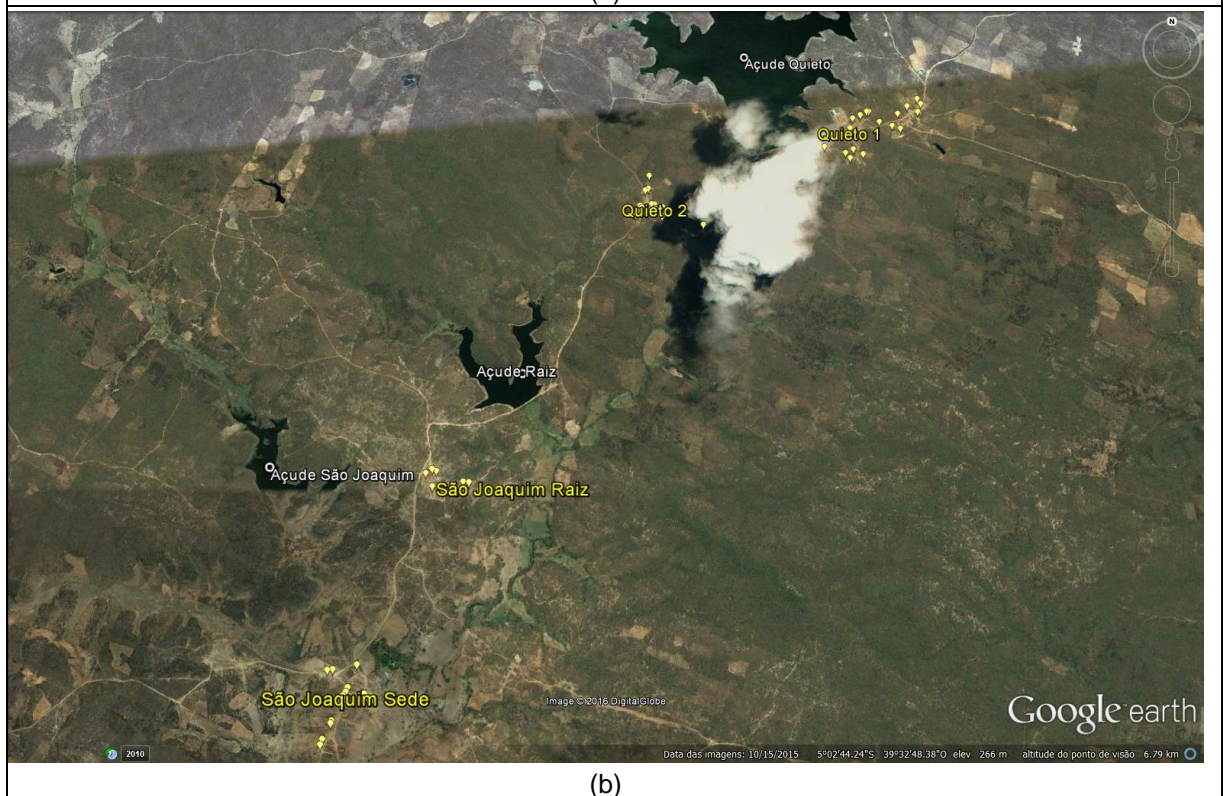 N
Açude Quieto
Quieto 1
Quieto 2
Açude Raiz
Açude São Joaquim
São Joaquim Raiz
São Joaquim Sede
Image © 2016 DigitalGlobe
Google earth
2010
Data das imagens: 10/15/2015 5°02'44.24"S 39°32'48.38"O elev 266 m altitude do ponto de visão 6.79 km
(b)